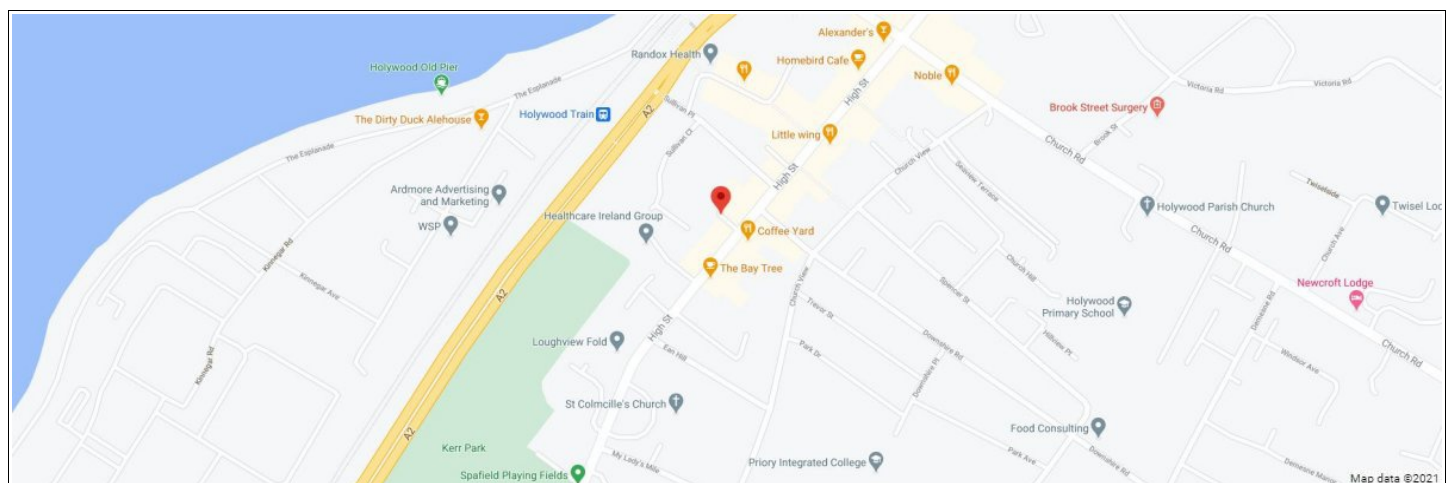 Alexander's
Randox Health
Homebird Cafe
Noble
Holywood Old Pier
The Esplanade
Victoria Rd
Victoria Rd
High St
Sullivan Pl
Brook Street Surgery
The Dirty Duck Alehouse
Holywood Train
A2
Little wing
Brook St
Church Rd
The Esplanade
Sullivan Cl
Church View
Seaview Terrace
High St
Ardmore Advertising
and Marketing
WSP
Healthcare Ireland Group
Holywood Parish Church
Twisel Loc
Coffee Yard
Church Ave
Church Rd
Kinnegar Rd
The Bay Tree
Church Hill
Kinnegar Ave
A2
Church View
Spencer St
Newcroft Lodge
Holywood
Primary School
Trevor St
Demesne Rd
High St
Kinnegar Rd
Loughview Fold
Park Dr
Downshire Rd
Hillview Pl
Windsor Ave
Church Rd
Downshire Pl
St Colmcille's Church
Food Consulting
A2
Kerr Park
My Lady's Mile
Priory Integrated College
Park Ave
Downshire Rd
Spafield Playing Fields
Map data ©2021